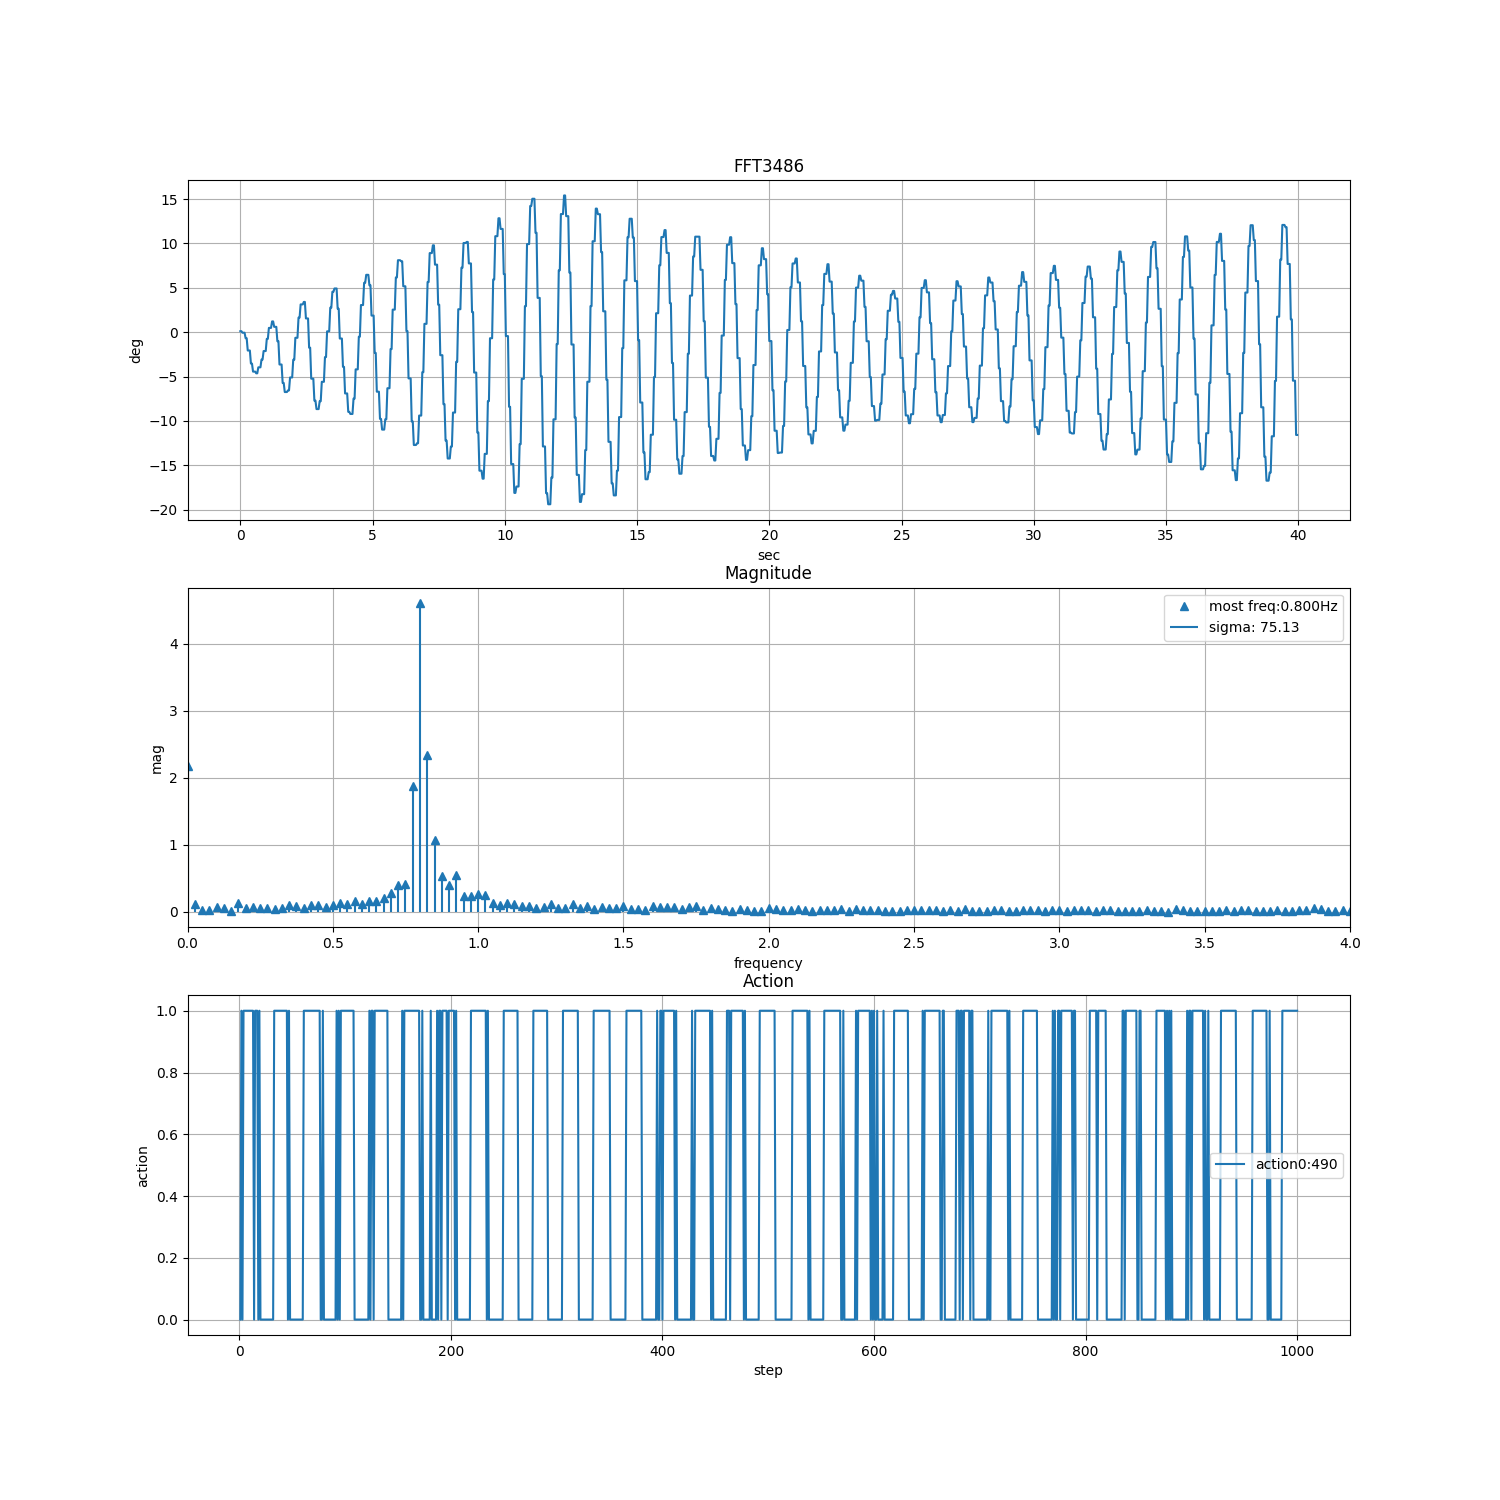 FFT3486
15
10
5
0
−5
−10
−15
−20
deg
0 5 10 15 20 25 30 35 40
sec
Magnitude
most freq:0.800Hz
sigma: 75.13
4
3
2
1
0
mag
0.0 0.5 1.0 1.5 2.0 2.5 3.0 3.5 4.0
frequency
Action
1.0
0.8
0.6
0.4
0.2
0.0
action
action0:490
0 200 400 600 800 1000
step